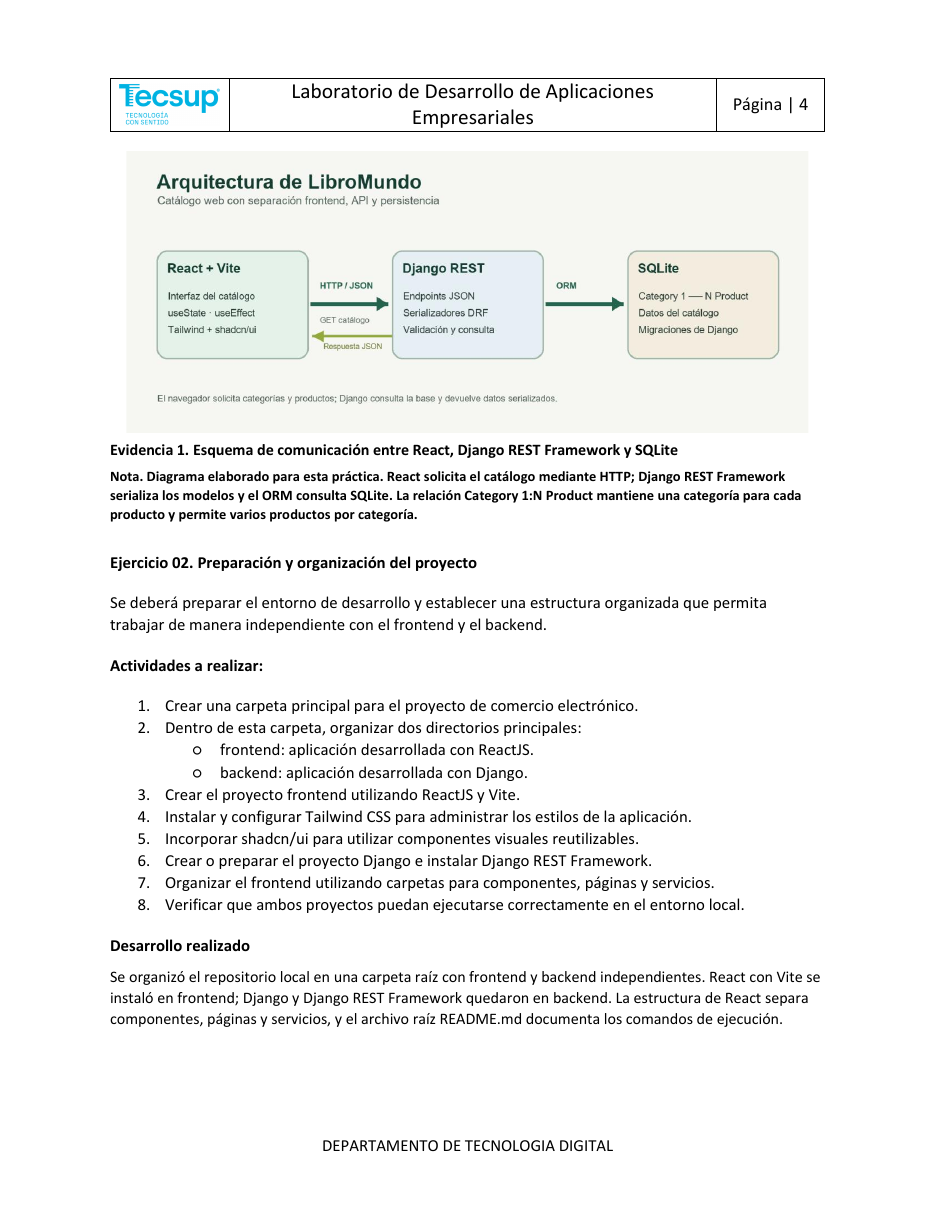 Tecsup
TECNOLOGÍA
CON SENTIDO
Laboratorio de Desarrollo de Aplicaciones
Empresariales
Página | 4
Arquitectura de LibroMundo
Catálogo web con separación frontend, API y persistencia
React + Vite
Interfaz del catálogo
useState · useEffect
Tailwind + shadcn/ui
HTTP / JSON
GET catálogo
Respuesta JSON
Django REST
Endpoints JSON
Serializadores DRF
Validación y consulta
ORM
SQLite
Category 1 — N Product
Datos del catálogo
Migraciones de Django
El navegador solicita categorías y productos; Django consulta la base y devuelve datos serializados.
Evidencia 1. Esquema de comunicación entre React, Django REST Framework y SQLite
Nota. Diagrama elaborado para esta práctica. React solicita el catálogo mediante HTTP; Django REST Framework
serializa los modelos y el ORM consulta SQLite. La relación Category 1:N Product mantiene una categoría para cada
producto y permite varios productos por categoría.
Ejercicio 02. Preparación y organización del proyecto
Se deberá preparar el entorno de desarrollo y establecer una estructura organizada que permita
trabajar de manera independiente con el frontend y el backend.
Actividades a realizar:
1. Crear una carpeta principal para el proyecto de comercio electrónico.
2. Dentro de esta carpeta, organizar dos directorios principales:
○ frontend: aplicación desarrollada con ReactJS.
○ backend: aplicación desarrollada con Django.
3. Crear el proyecto frontend utilizando ReactJS y Vite.
4. Instalar y configurar Tailwind CSS para administrar los estilos de la aplicación.
5. Incorporar shadcn/ui para utilizar componentes visuales reutilizables.
6. Crear o preparar el proyecto Django e instalar Django REST Framework.
7. Organizar el frontend utilizando carpetas para componentes, páginas y servicios.
8. Verificar que ambos proyectos puedan ejecutarse correctamente en el entorno local.
Desarrollo realizado
Se organizó el repositorio local en una carpeta raíz con frontend y backend independientes. React con Vite se
instaló en frontend; Django y Django REST Framework quedaron en backend. La estructura de React separa
componentes, páginas y servicios, y el archivo raíz README.md documenta los comandos de ejecución.
DEPARTAMENTO DE TECNOLOGIA DIGITAL